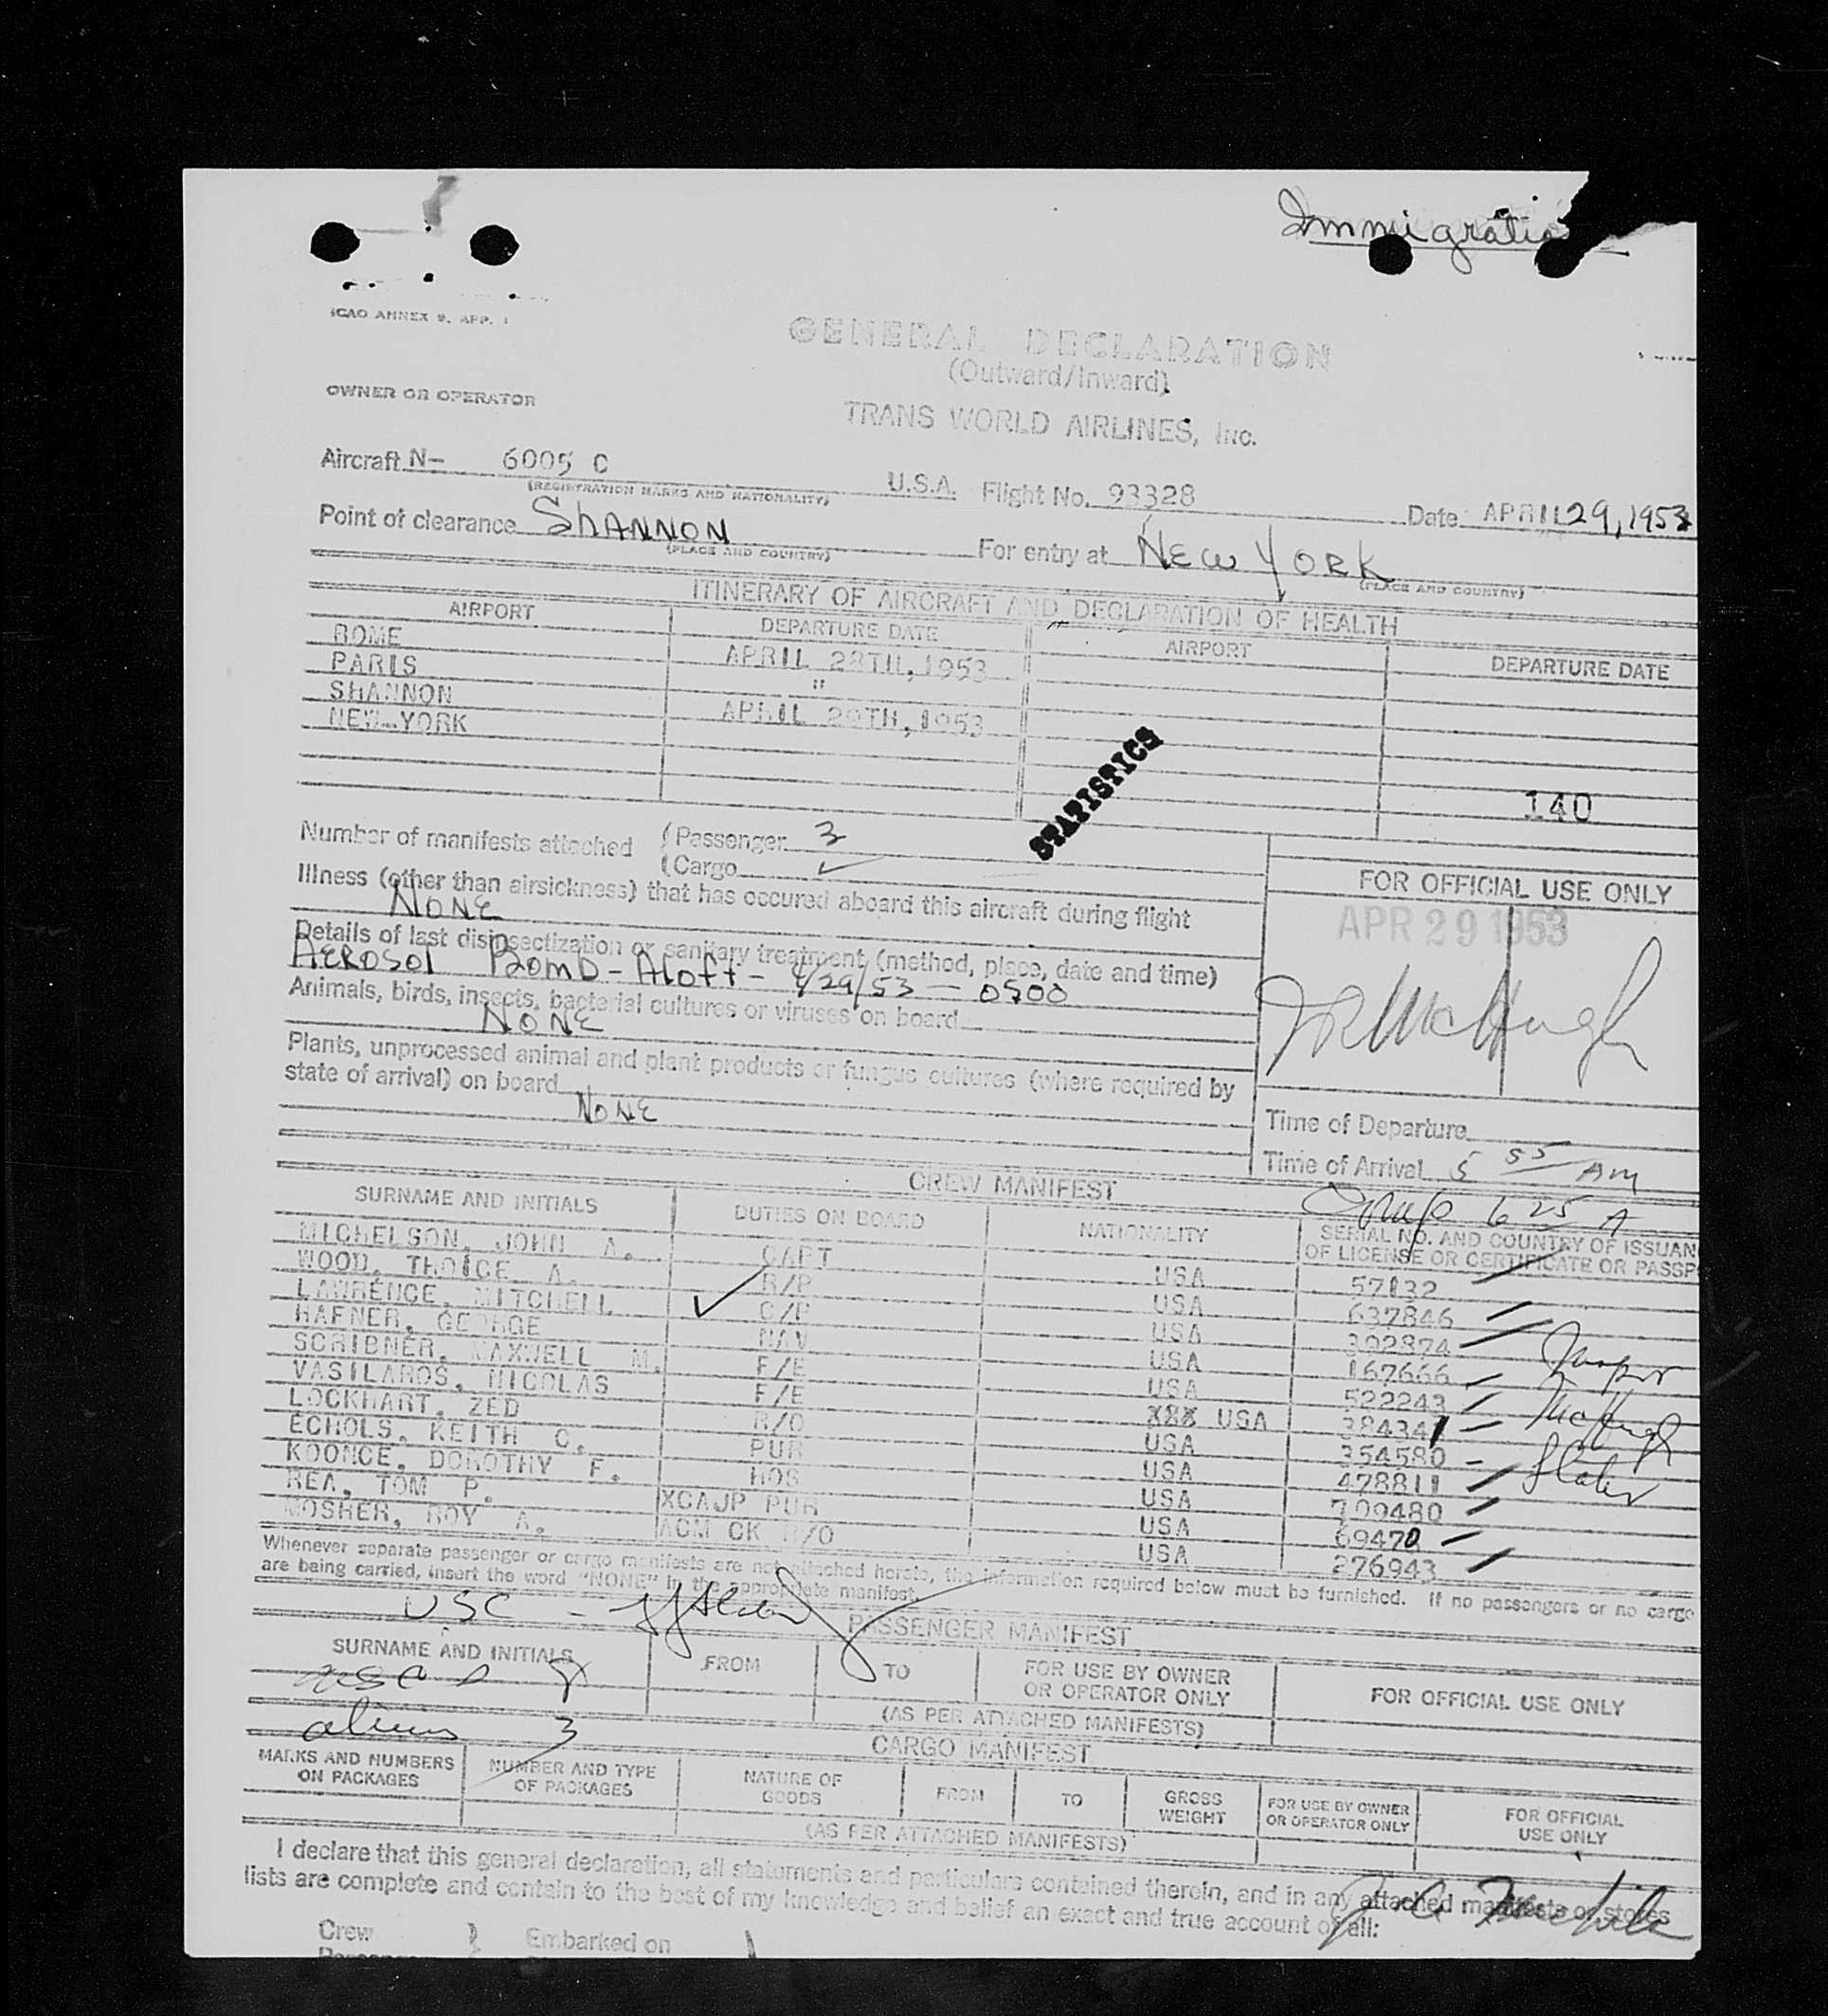 Immigration
ICAO ANNEX 9. APP. 1
GENERAL DECLARATION
(Outward/Inward)
OWNER OR OPERATOR
TRANS WORLD AIRLINES, Inc.
Aircraft N- 6005 C U.S.A. Flight No. 93328 Date APRIL 29, 1953
(REGISTRATION MARKS AND NATIONALITY)
Point of clearance SHANNON For entry at NEW YORK
(PLACE AND COUNTRY) (PLACE AND COUNTRY)
ITINERARY OF AIRCRAFT AND DECLARATION OF HEALTH
AIRPORT DEPARTURE DATE AIRPORT DEPARTURE DATE
ROME APRIL 28TH, 1953
PARIS "
SHANNON APRIL 29TH, 1953
NEW YORK
STATISTICS
140
Number of manifests attached (Passenger 3
(Cargo ✓
Illness (other than airsickness) that has occured aboard this aircraft during flight
NONE
Details of last disinsectization or sanitary treatment (method, place, date and time)
AEROSOL BOMB - ALOFT - 4/29/53 - 0500
Animals, birds, insects, bacterial cultures or viruses on board
NONE
Plants, unprocessed animal and plant products or fungus cultures (where required by
state of arrival) on board
NONE
FOR OFFICIAL USE ONLY
APR 29 1953
JR McHugh
Time of Departure
Time of Arrival 5 55 AM
6 25 A
CREW MANIFEST
SURNAME AND INITIALS DUTIES ON BOARD NATIONALITY SERIAL NO. AND COUNTRY OF ISSUAN
OF LICENSE OR CERTIFICATE OR PASSP
MICHELSON, JOHN A. CAPT USA 57132
WOOD, THOICE A. R/P USA 637846
LAWRENCE, MITCHELL ✓ C/P USA 392874
HAFNER, GEORGE NAV USA 167666
SCRIBNER, MAXWELL M. F/E USA 522243
VASILAROS, NICOLAS F/E XXX USA 384341
LOCKHART, ZED R/O USA 354580
ECHOLS, KEITH C. PUR USA 478811
KOONCE, DOROTHY F. HOS USA 709480
REA, TOM P. XCAJP PUR USA 69470
MOSHER, ROY A. ACM CK R/O USA 276943
McHugh
Slater
Whenever separate passenger or cargo manifests are not attached hereto, the information required below must be furnished. If no passengers or no cargo
are being carried, insert the word "NONE" in the appropriate manifest.
USC -
PASSENGER MANIFEST
SURNAME AND INITIALS FROM TO FOR USE BY OWNER
OR OPERATOR ONLY FOR OFFICIAL USE ONLY
(AS PER ATTACHED MANIFESTS)
aliens 3
CARGO MANIFEST
MARKS AND NUMBERS
ON PACKAGES NUMBER AND TYPE
OF PACKAGES NATURE OF
GOODS FROM TO GROSS
WEIGHT FOR USE BY OWNER
OR OPERATOR ONLY FOR OFFICIAL
USE ONLY
(AS PER ATTACHED MANIFESTS)
I declare that this general declaration, all statements and particulars contained therein, and in any attached manifests or stores
lists are complete and contain to the best of my knowledge and belief an exact and true account of all:
Crew ) Embarked on